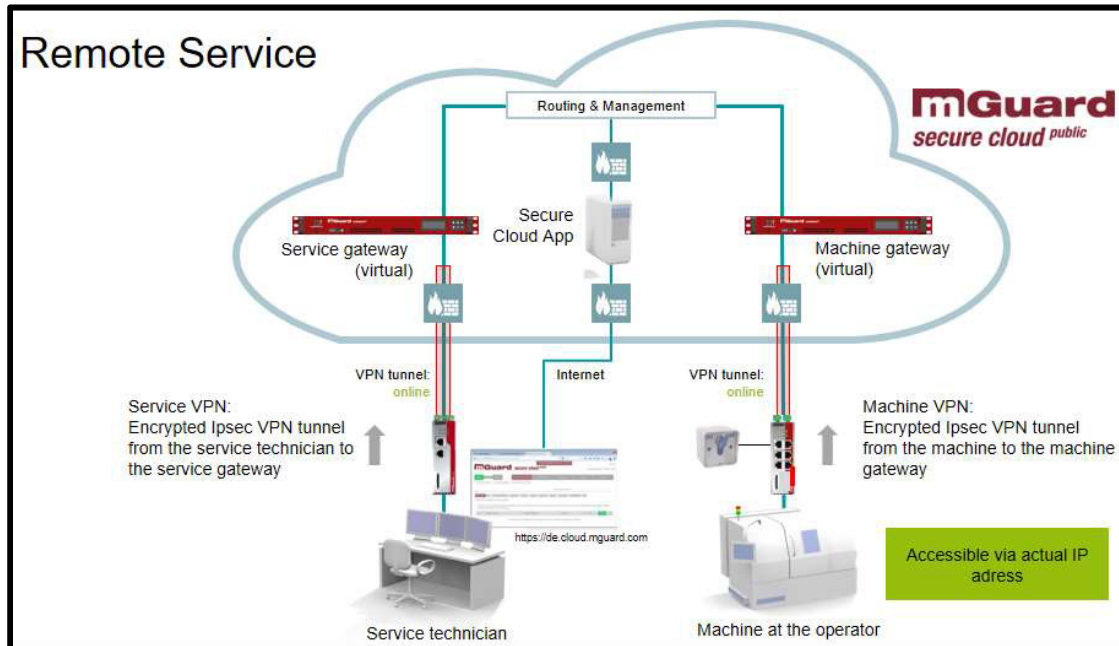 Remote Service
Routing & Management
mGuard
secure cloud public
Service gateway
(virtual)
Secure
Cloud App
Machine gateway
(virtual)
VPN tunnel:
online
Internet
VPN tunnel:
online
Service VPN:
Encrypted Ipsec VPN tunnel
from the service technician to
the service gateway
Machine VPN:
Encrypted Ipsec VPN tunnel
from the machine to the machine
gateway
mGuard
https://de.cloud.mguard.com
Accessible via actual IP
adress
Service technician
Machine at the operator